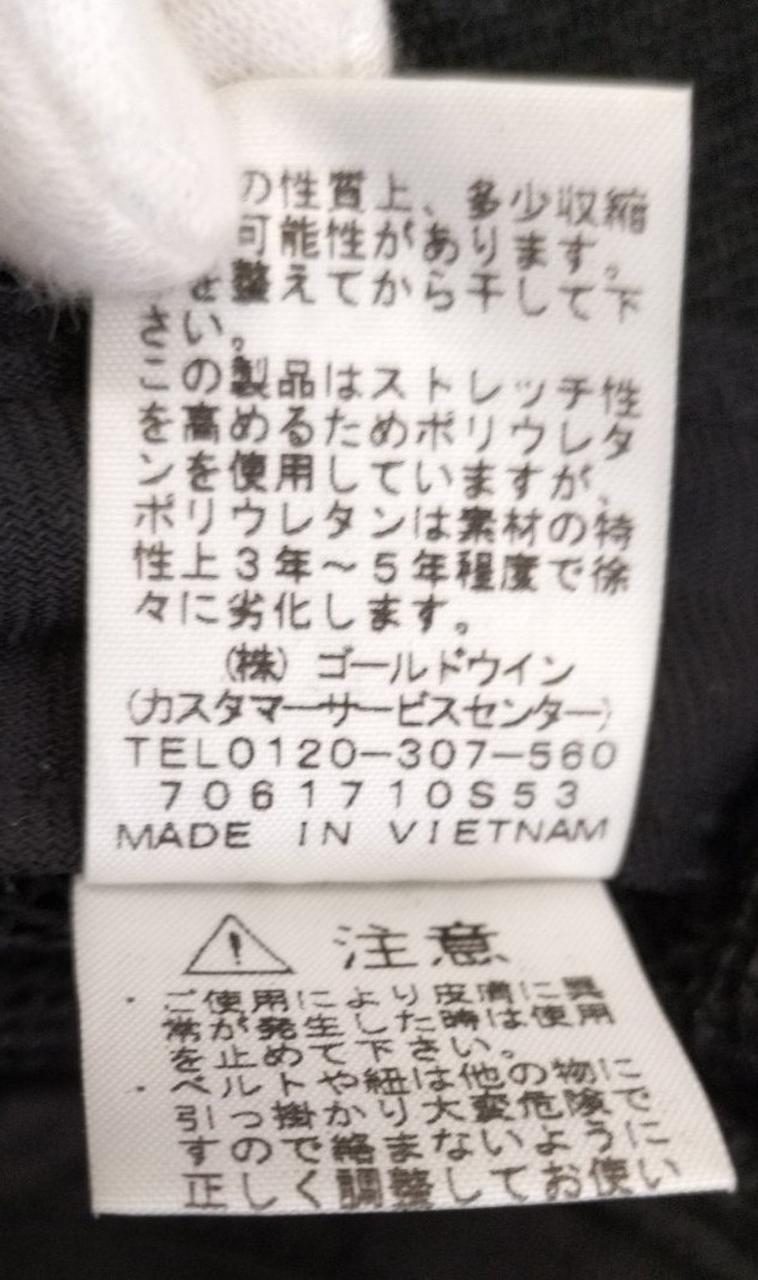 の性質上、多少収縮
可能性があります。
を整えてから干して下
さい。
この製品はストレッチ性
を高めるためポリウレタ
ンを使用していますが、
ポリウレタンは素材の特
性上3年～5年程度で徐
々に劣化します。
(株) ゴールドウイン
(カスタマーサービスセンター)
TEL0120-307-560
7061710S53
MADE IN VIETNAM
注意
・ご使用により皮膚に異
常が発生した時は使用
を止めて下さい。
・ベルトや紐は他の物に
引っ掛かり大変危険で
すので絡まないように
正しく調整してお使い